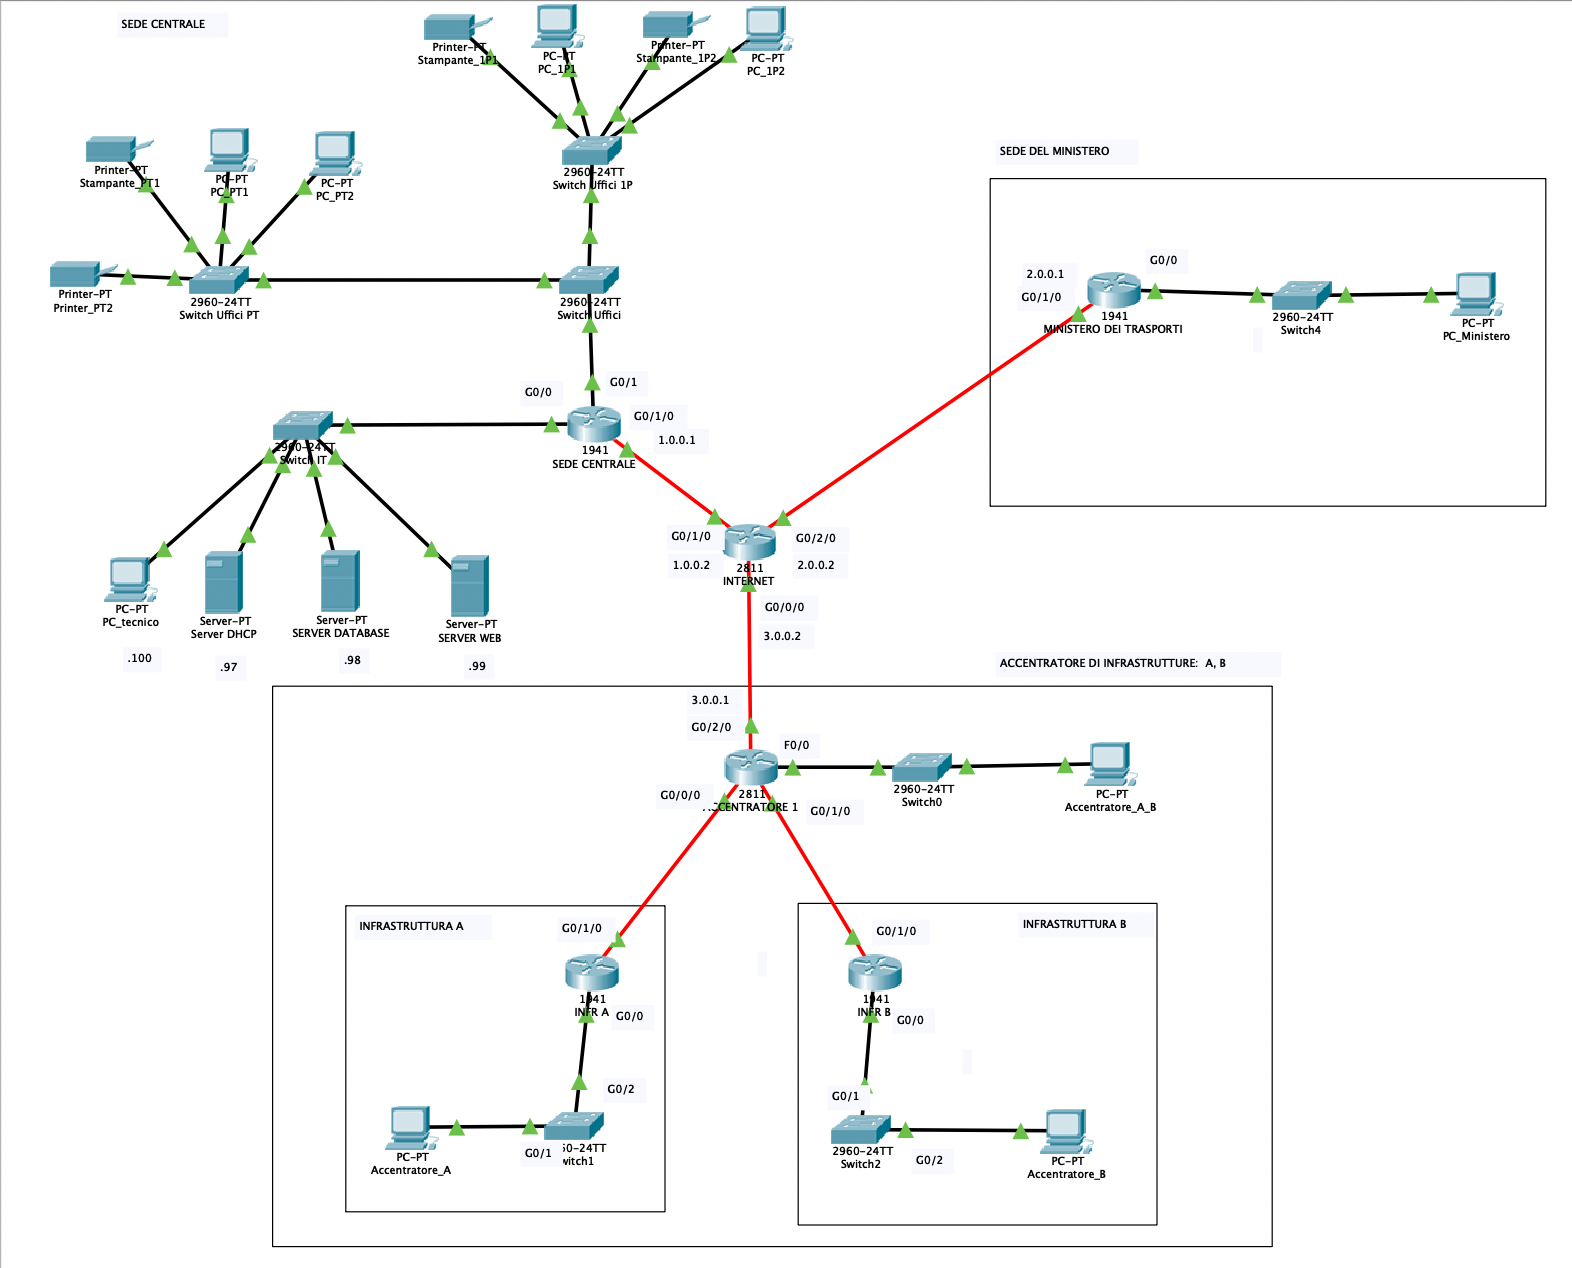 SEDE CENTRALE
Printer-PT
Stampante_1P1
PC-PT
PC_1P1
Printer-PT
Stampante_1P2
PC-PT
PC_1P2
2960-24TT
Switch Uffici 1P
Printer-PT
Stampante_PT1
PC-PT
PC_PT1
PC-PT
PC_PT2
Printer-PT
Printer_PT2
2960-24TT
Switch Uffici PT
2960-24TT
Switch Uffici
SEDE DEL MINISTERO
2.0.0.1
G0/1/0
G0/0
1941
MINISTERO DEI TRASPORTI
2960-24TT
Switch4
PC-PT
PC_Ministero
G0/0
G0/1
G0/1/0
1.0.0.1
1941
SEDE CENTRALE
2960-24TT
Switch IT
PC-PT
PC_tecnico
.100
Server-PT
Server DHCP
.97
Server-PT
SERVER DATABASE
.98
Server-PT
SERVER WEB
.99
G0/1/0
1.0.0.2
G0/2/0
2.0.0.2
2811
INTERNET
G0/0/0
3.0.0.2
ACCENTRATORE DI INFRASTRUTTURE: A, B
3.0.0.1
G0/2/0
F0/0
G0/0/0
2811
ACCENTRATORE 1
G0/1/0
2960-24TT
Switch0
PC-PT
Accentratore_A_B
INFRASTRUTTURA A
G0/1/0
1941
INFR A
G0/0
G0/2
PC-PT
Accentratore_A
G0/1
60-24TT
witch1
INFRASTRUTTURA B
G0/1/0
1941
INFR B
G0/0
G0/1
2960-24TT
Switch2
G0/2
PC-PT
Accentratore_B